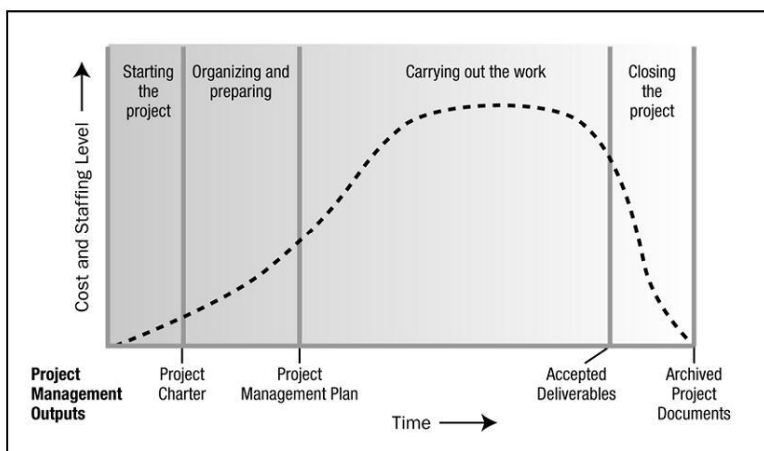 Starting
the
project
Organizing and
preparing
Carrying out the work
Closing
the
project
Cost and Staffing Level
Project
Management
Outputs
Project
Charter
Project
Management Plan
Accepted
Deliverables
Archived
Project
Documents
Time